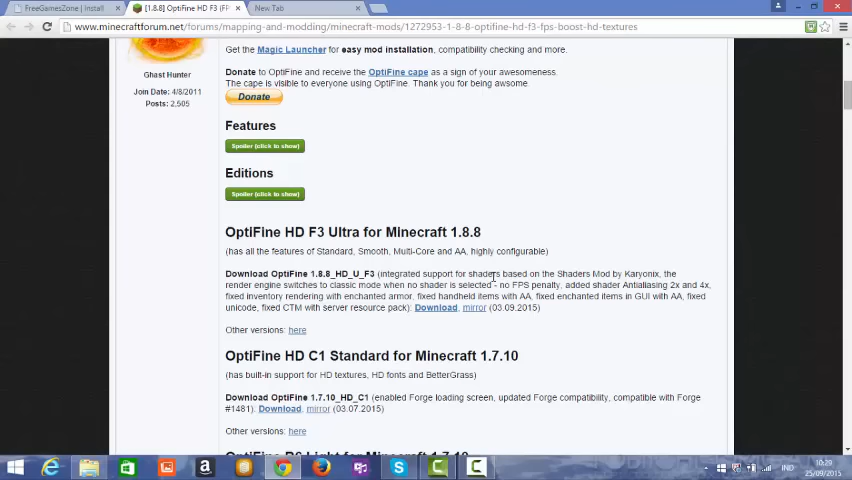 FreeGamesZone | Install
[1.8.8] OptiFine HD F3 (FP
New Tab
www.minecraftforum.net/forums/mapping-and-modding/minecraft-mods/1272953-1-8-8-optifine-hd-f3-fps-boost-hd-textures
Ghast Hunter
Join Date: 4/8/2011
Posts: 2,505
Get the Magic Launcher for easy mod installation, compatibility checking and more.
Donate to OptiFine and receive the OptiFine cape as a sign of your awesomeness.
The cape is visible to everyone using OptiFine. Thank you for being awsome.
Donate
Features
Spoiler (click to show)
Editions
Spoiler (click to show)
OptiFine HD F3 Ultra for Minecraft 1.8.8
(has all the features of Standard, Smooth, Multi-Core and AA, highly configurable)
Download OptiFine 1.8.8_HD_U_F3 (integrated support for shaders based on the Shaders Mod by Karyonix, the
render engine switches to classic mode when no shader is selected - no FPS penalty, added shader Antialiasing 2x and 4x,
fixed inventory rendering with enchanted armor, fixed handheld items with AA, fixed enchanted items in GUI with AA, fixed
unicode, fixed CTM with server resource pack): Download, mirror (03.09.2015)
Other versions: here
OptiFine HD C1 Standard for Minecraft 1.7.10
(has built-in support for HD textures, HD fonts and BetterGrass)
Download OptiFine 1.7.10_HD_C1 (enabled Forge loading screen, updated Forge compatibility, compatible with Forge
#1481): Download, mirror (03.07.2015)
Other versions: here
IND
10:29
25/09/2015